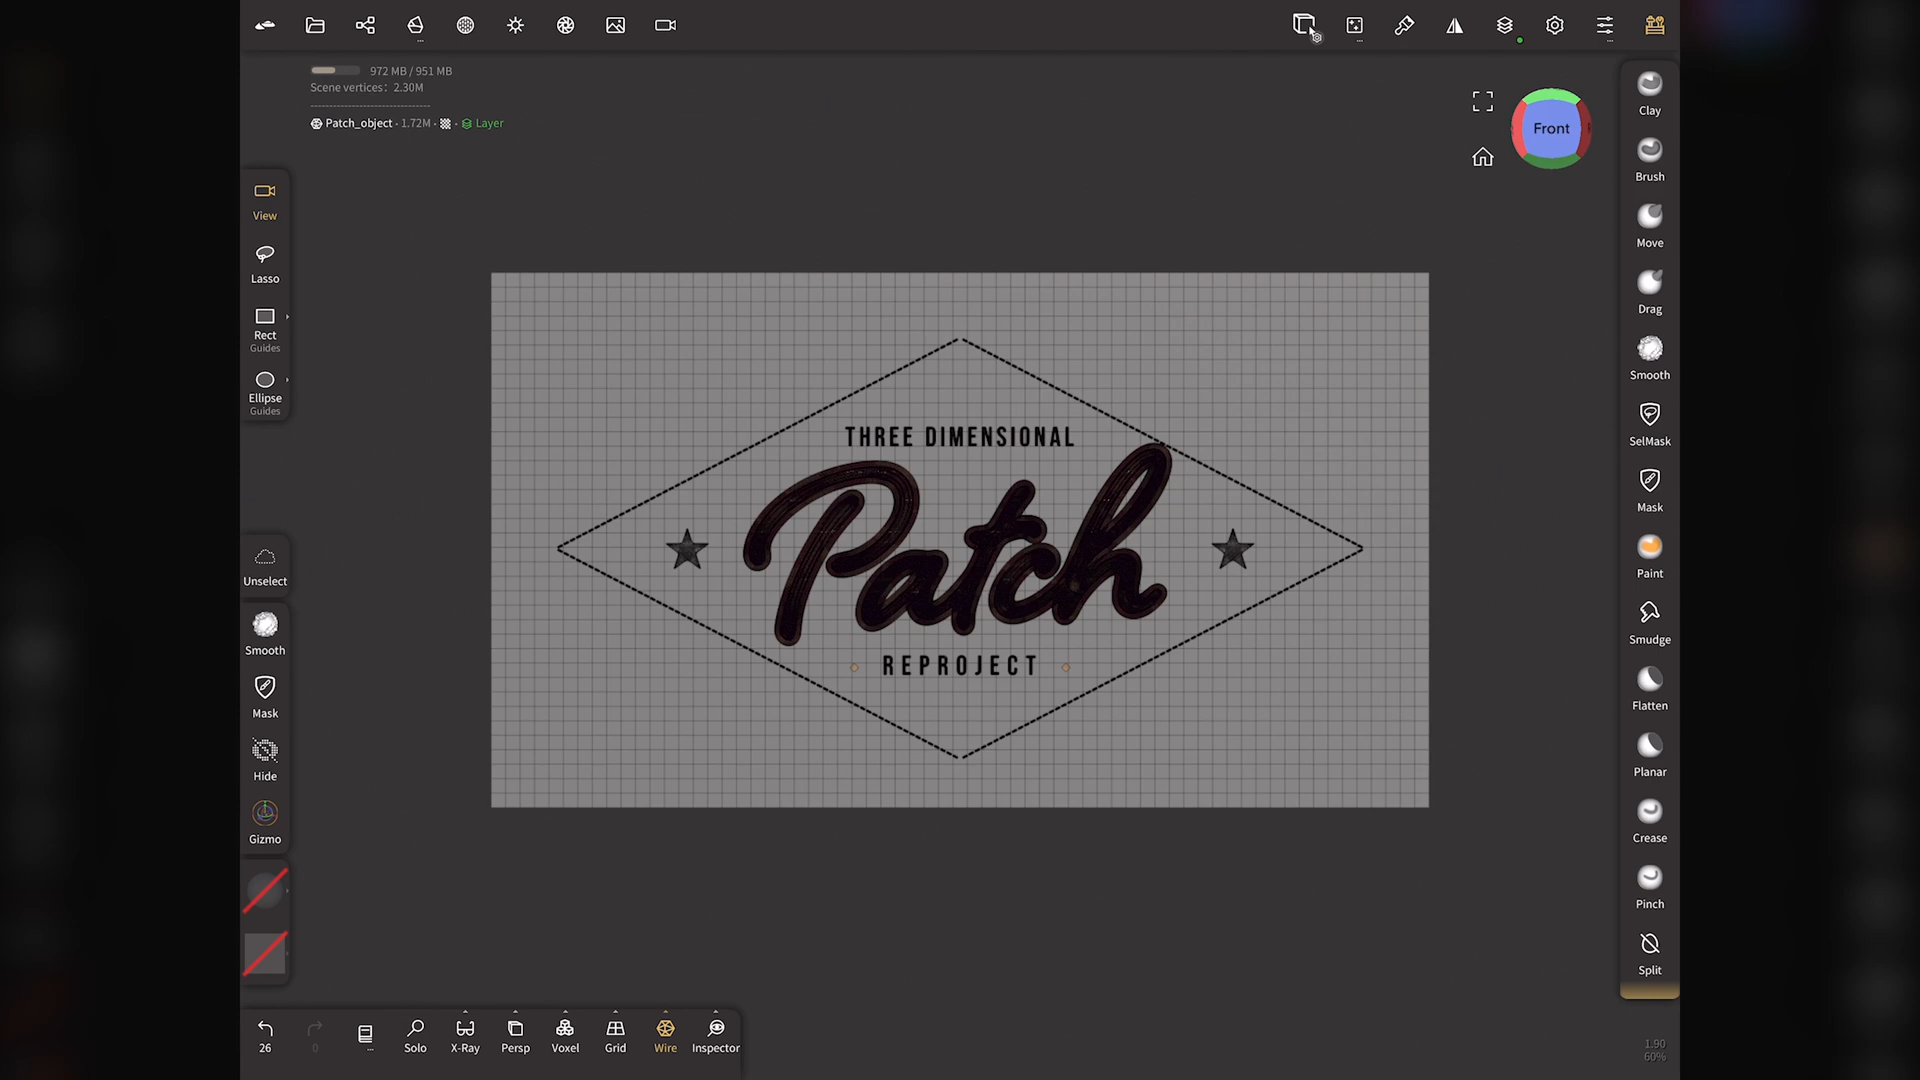 972 MB / 951 MB
Scene vertices: 2.30M
Patch_object · 1.72M · · Layer
Front
View
Lasso
Rect
Guides
Ellipse
Guides
Unselect
Smooth
Mask
Hide
Gizmo
THREE DIMENSIONAL
Patch
REPROJECT
Clay
Brush
Move
Drag
Smooth
SelMask
Mask
Paint
Smudge
Flatten
Planar
Crease
Pinch
Split
26
0
Solo
X-Ray
Persp
Voxel
Grid
Wire
Inspector
1.90
60%